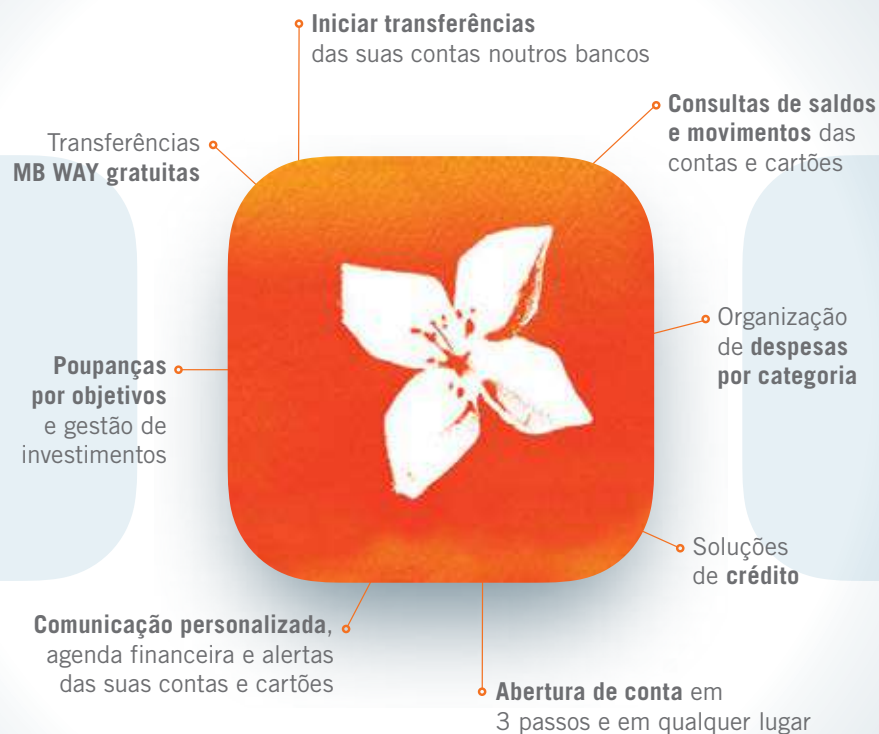 Iniciar transferências
das suas contas noutros bancos
Consultas de saldos
e movimentos das
contas e cartões
Transferências
MB WAY gratuitas
Organização
de despesas
por categoria
Poupanças
por objetivos
e gestão de
investimentos
Soluções
de crédito
Comunicação personalizada,
agenda financeira e alertas
das suas contas e cartões
Abertura de conta em
3 passos e em qualquer lugar